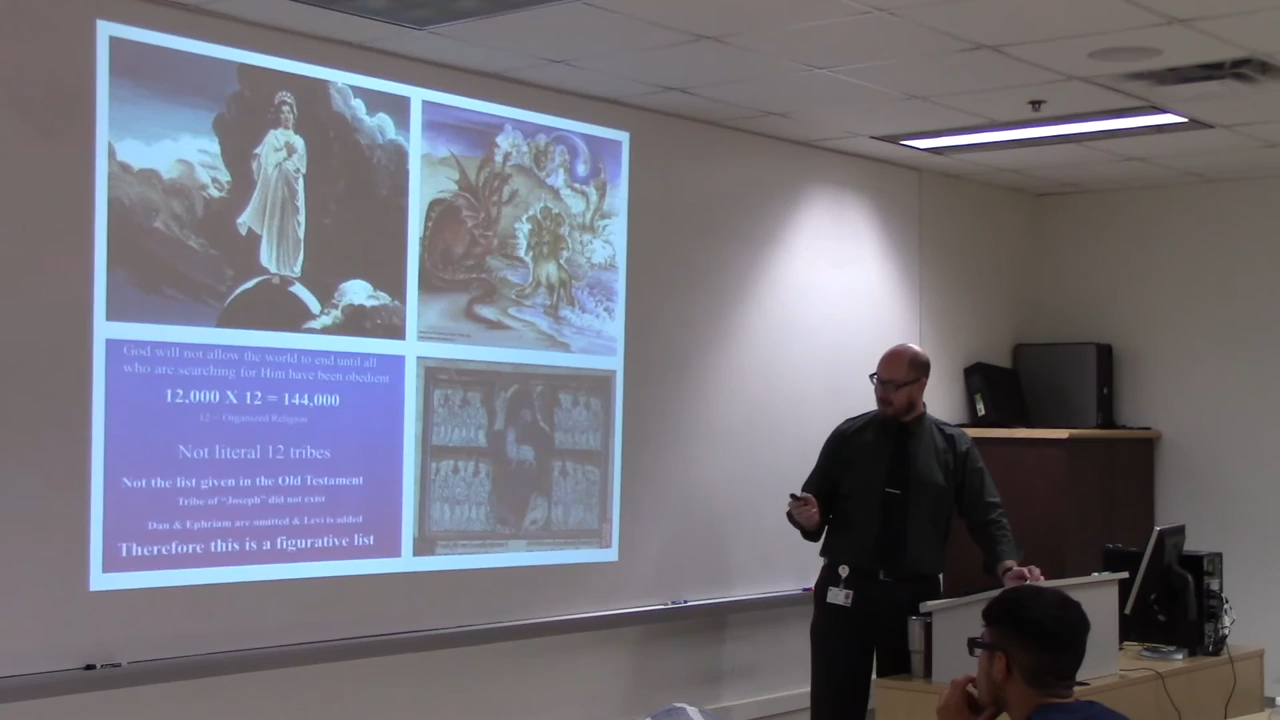 God will not allow the world to end until all
who are searching for Him have been obedient
12,000 X 12 = 144,000
12 = Organized Religion
Not literal 12 tribes
Not the list given in the Old Testament
Tribe of "Joseph" did not exist
Dan & Ephriam are omitted & Levi is added
Therefore this is a figurative list